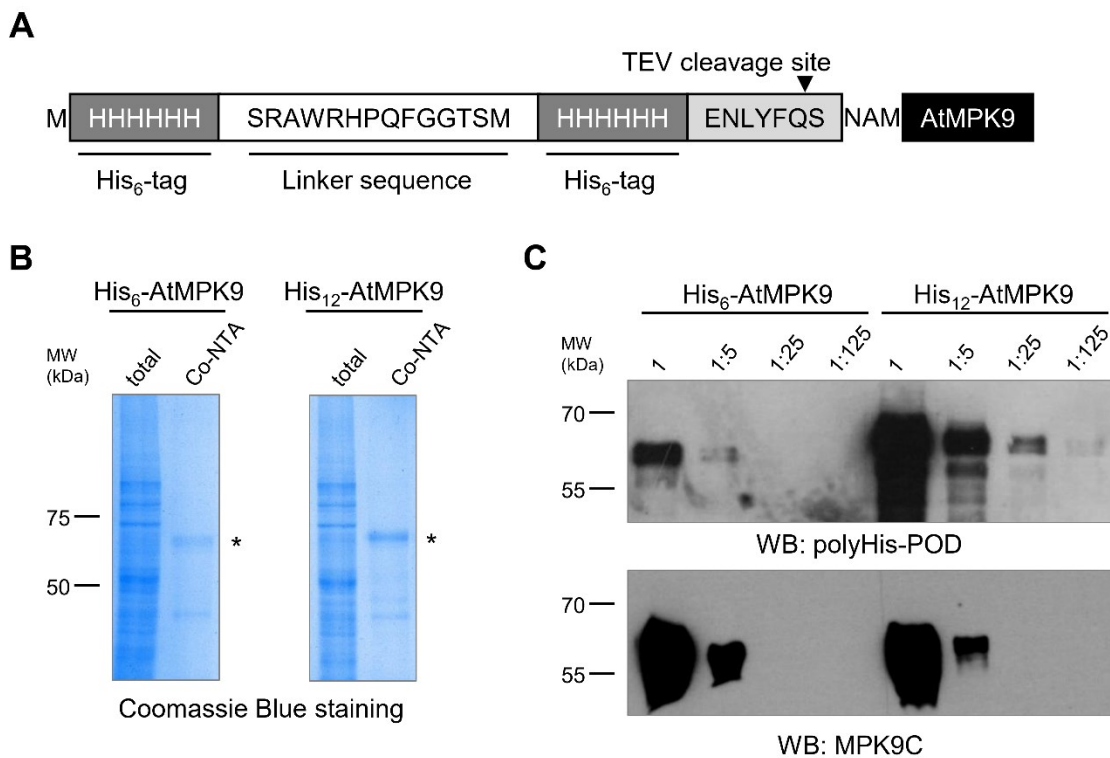 A
TEV cleavage site
M HHHHHH SRAWRHPQFGGTSM HHHHHH ENLYFQS NAM AtMPK9
His₆-tag Linker sequence His₆-tag
B
His₆-AtMPK9 His₁₂-AtMPK9
MW
(kDa)
total Co-NTA total Co-NTA
75
50
* *
Coomassie Blue staining
C
His₆-AtMPK9 His₁₂-AtMPK9
MW
(kDa)
1 1:5 1:25 1:125 1 1:5 1:25 1:125
70
55
WB: polyHis-POD
70
55
WB: MPK9C